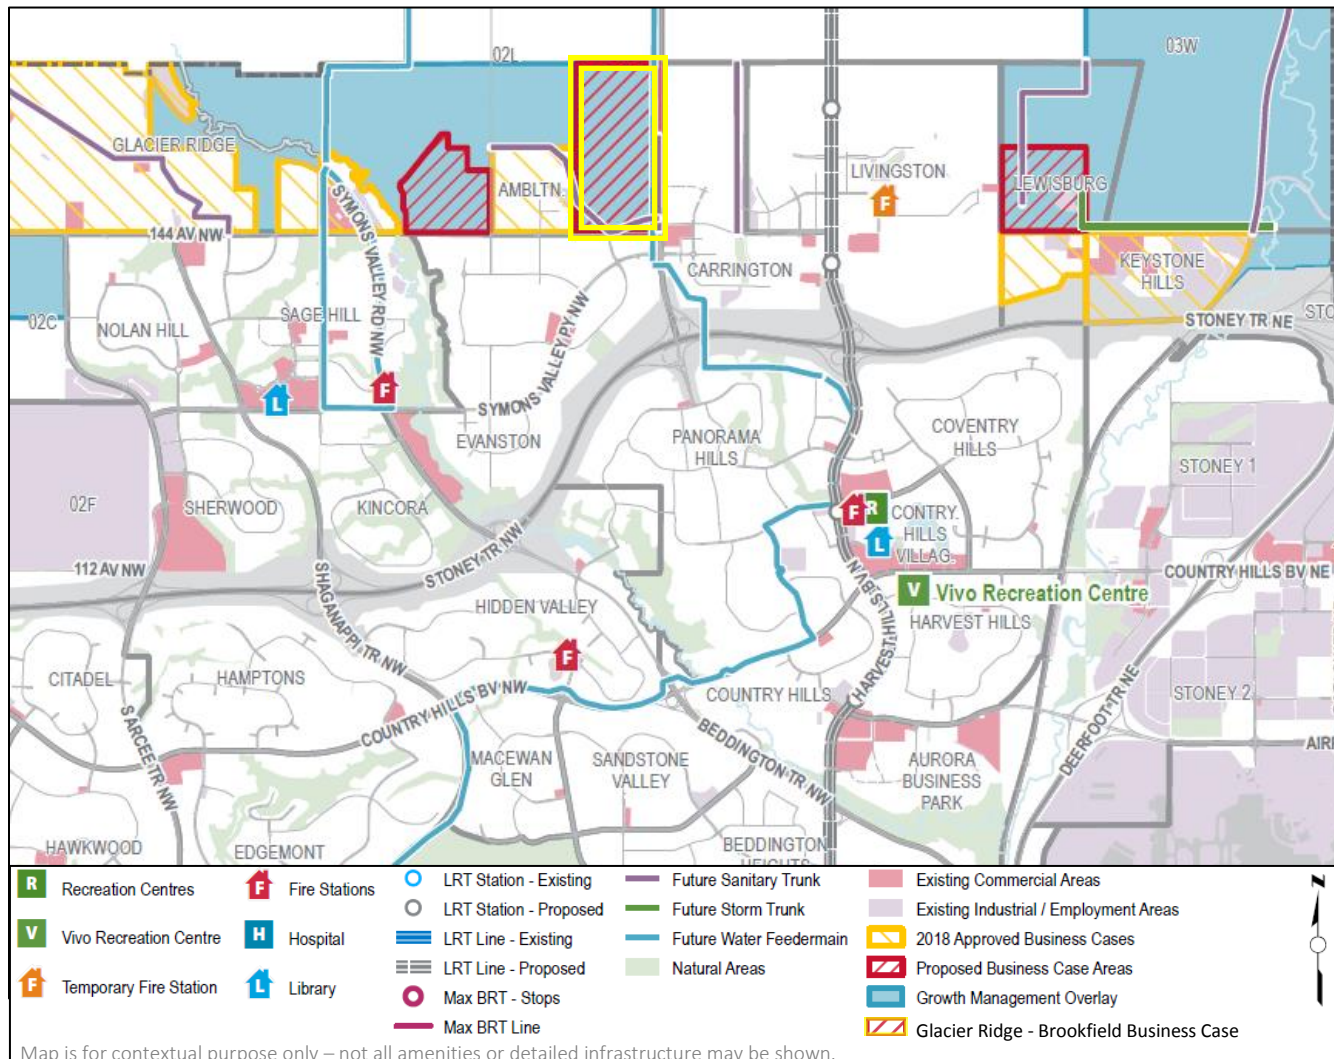 02L
03W
GLACIER RIDGE
AMBLTN.
LIVINGSTON
F
LEWISBURG
SYMONS VALLEY RD NW
144 AV NW
CARRINGTON
KEYSTONE
HILLS
02C
NOLAN HILL
SAGE HILL
STONEY TR NE
STO
L
F
SYMONS VALLEY PY NW
EVANSTON
PANORAMA
HILLS
COVENTRY
HILLS
STONEY 1
02F
SHERWOOD
KINCORA
F
R
CONTRY.
HILLS
VILLAG.
L
112 AV NW
STONEY TR NW
COUNTRY HILLS BV NE
SHAGANAPPI TR NW
HIDDEN VALLEY
V
Vivo Recreation Centre
HARVEST HILLS BV N
HARVEST HILLS
F
CITADEL
HAMPTONS
COUNTRY HILLS
STONEY 2
SARCEE TR NW
COUNTRY HILLS BV NW
BEDDINGTON TR NW
DEERFOOT TR NE
MACEWAN
GLEN
SANDSTONE
VALLEY
AURORA
BUSINESS
PARK
AIR
HAWKWOOD
EDGEMONT
BEDDINGTON
HEIGHTS
R Recreation Centres
V Vivo Recreation Centre
F Temporary Fire Station
F Fire Stations
H Hospital
L Library
LRT Station - Existing
LRT Station - Proposed
LRT Line - Existing
LRT Line - Proposed
Max BRT - Stops
Max BRT Line
Future Sanitary Trunk
Future Storm Trunk
Future Water Feedermain
Natural Areas
Existing Commercial Areas
Existing Industrial / Employment Areas
2018 Approved Business Cases
Proposed Business Case Areas
Growth Management Overlay
Glacier Ridge - Brookfield Business Case
N
Map is for contextual purpose only – not all amenities or detailed infrastructure may be shown.